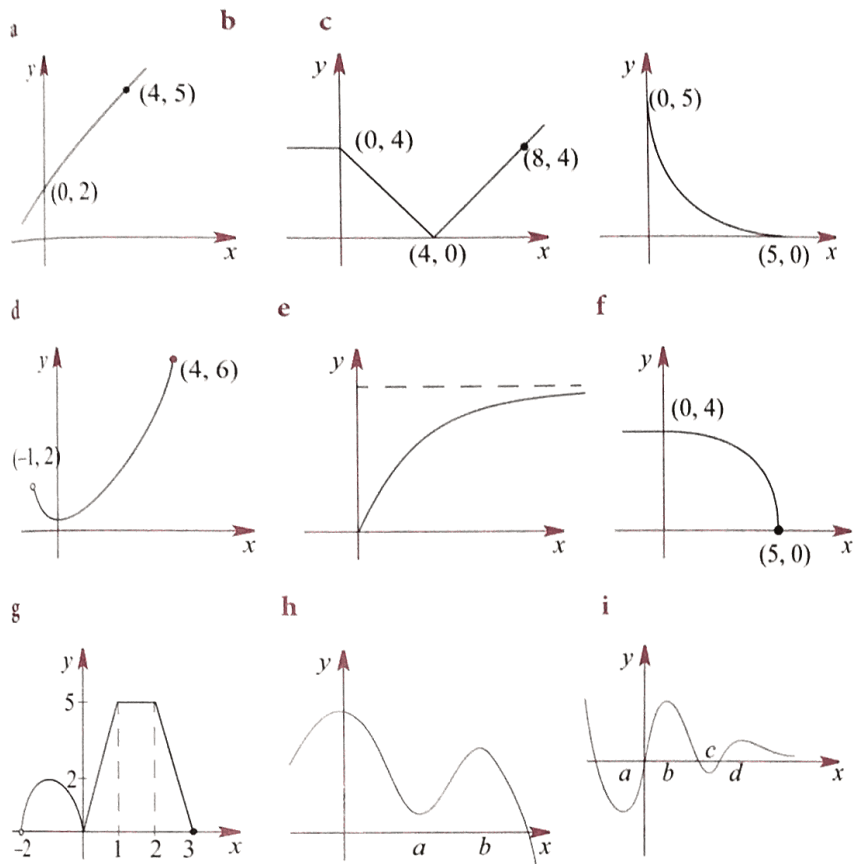 a
b
c
y
(4, 5)
(0, 2)
x
y
(0, 4)
(8, 4)
(4, 0)
x
y
(0, 5)
(5, 0)
x
d
e
f
y
(4, 6)
(–1, 2)
x
y
x
y
(0, 4)
(5, 0)
x
g
h
i
y
5
2
–2
1
2
3
x
y
a
b
x
y
a
b
c
d
x